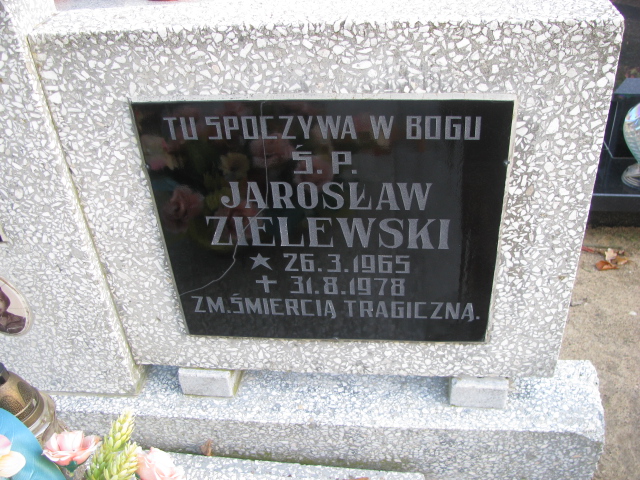 TU SPOCZYWA W BOGU
Ś.P.
JAROSŁAW
ZIELEWSKI
★ 26.3.1965
✝ 31.8.1978
ZM.ŚMIERCIĄ TRAGICZNĄ.